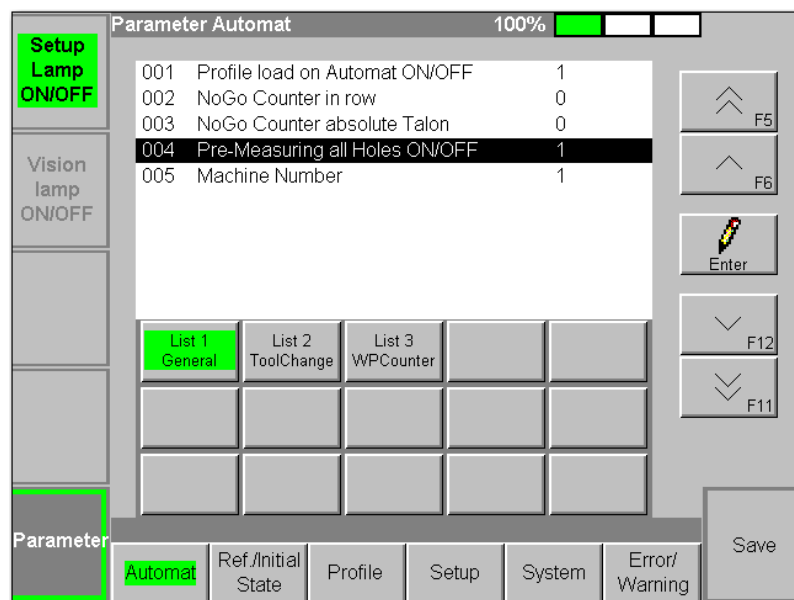 Parameter Automat 100%
Setup
Lamp
ON/OFF
Vision
lamp
ON/OFF
001 Profile load on Automat ON/OFF 1
002 NoGo Counter in row 0
003 NoGo Counter absolute Talon 0
004 Pre-Measuring all Holes ON/OFF 1
005 Machine Number 1
F5
F6
Enter
F12
F11
List 1
General
List 2
ToolChange
List 3
WPCounter
Parameter
Automat
Ref./Initial
State
Profile
Setup
System
Error/
Warning
Save